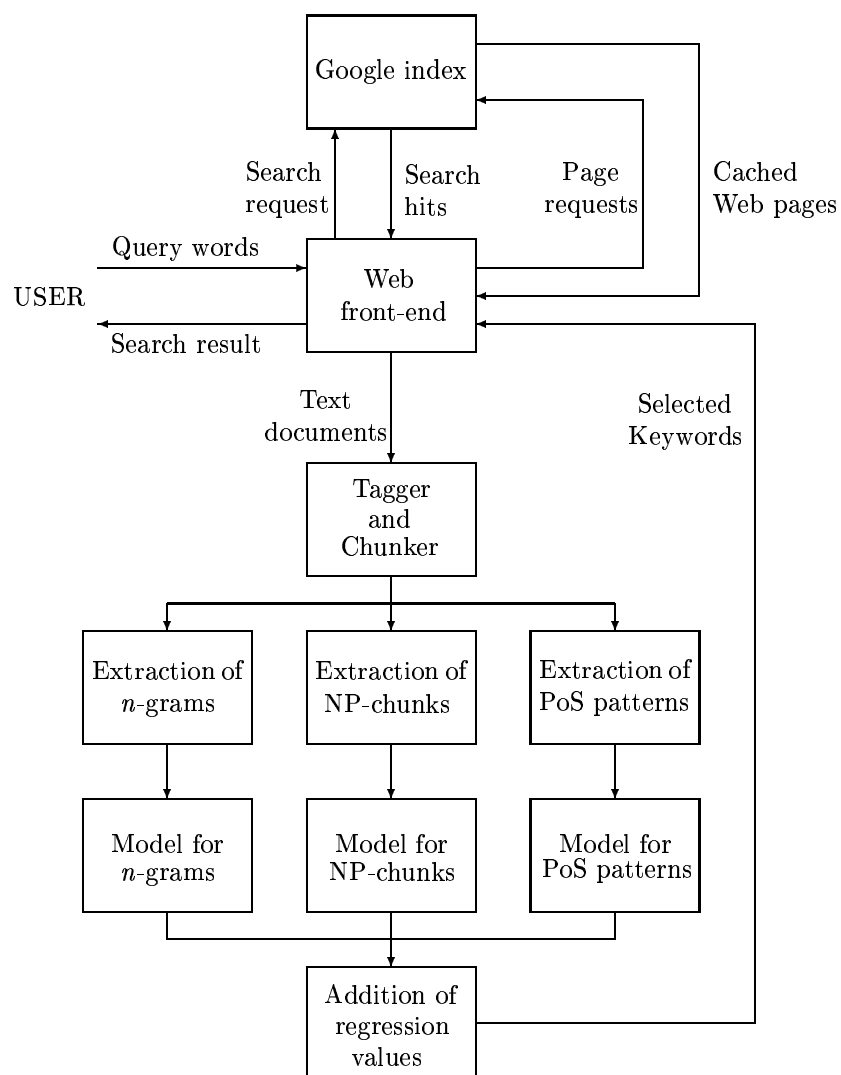 Google index
Search
request
Search
hits
Page
requests
Cached
Web pages
Query words
USER
Search result
Web
front-end
Text
documents
Selected
Keywords
Tagger
and
Chunker
Extraction of
n-grams
Extraction of
NP-chunks
Extraction of
PoS patterns
Model for
n-grams
Model for
NP-chunks
Model for
PoS patterns
Addition of
regression
values